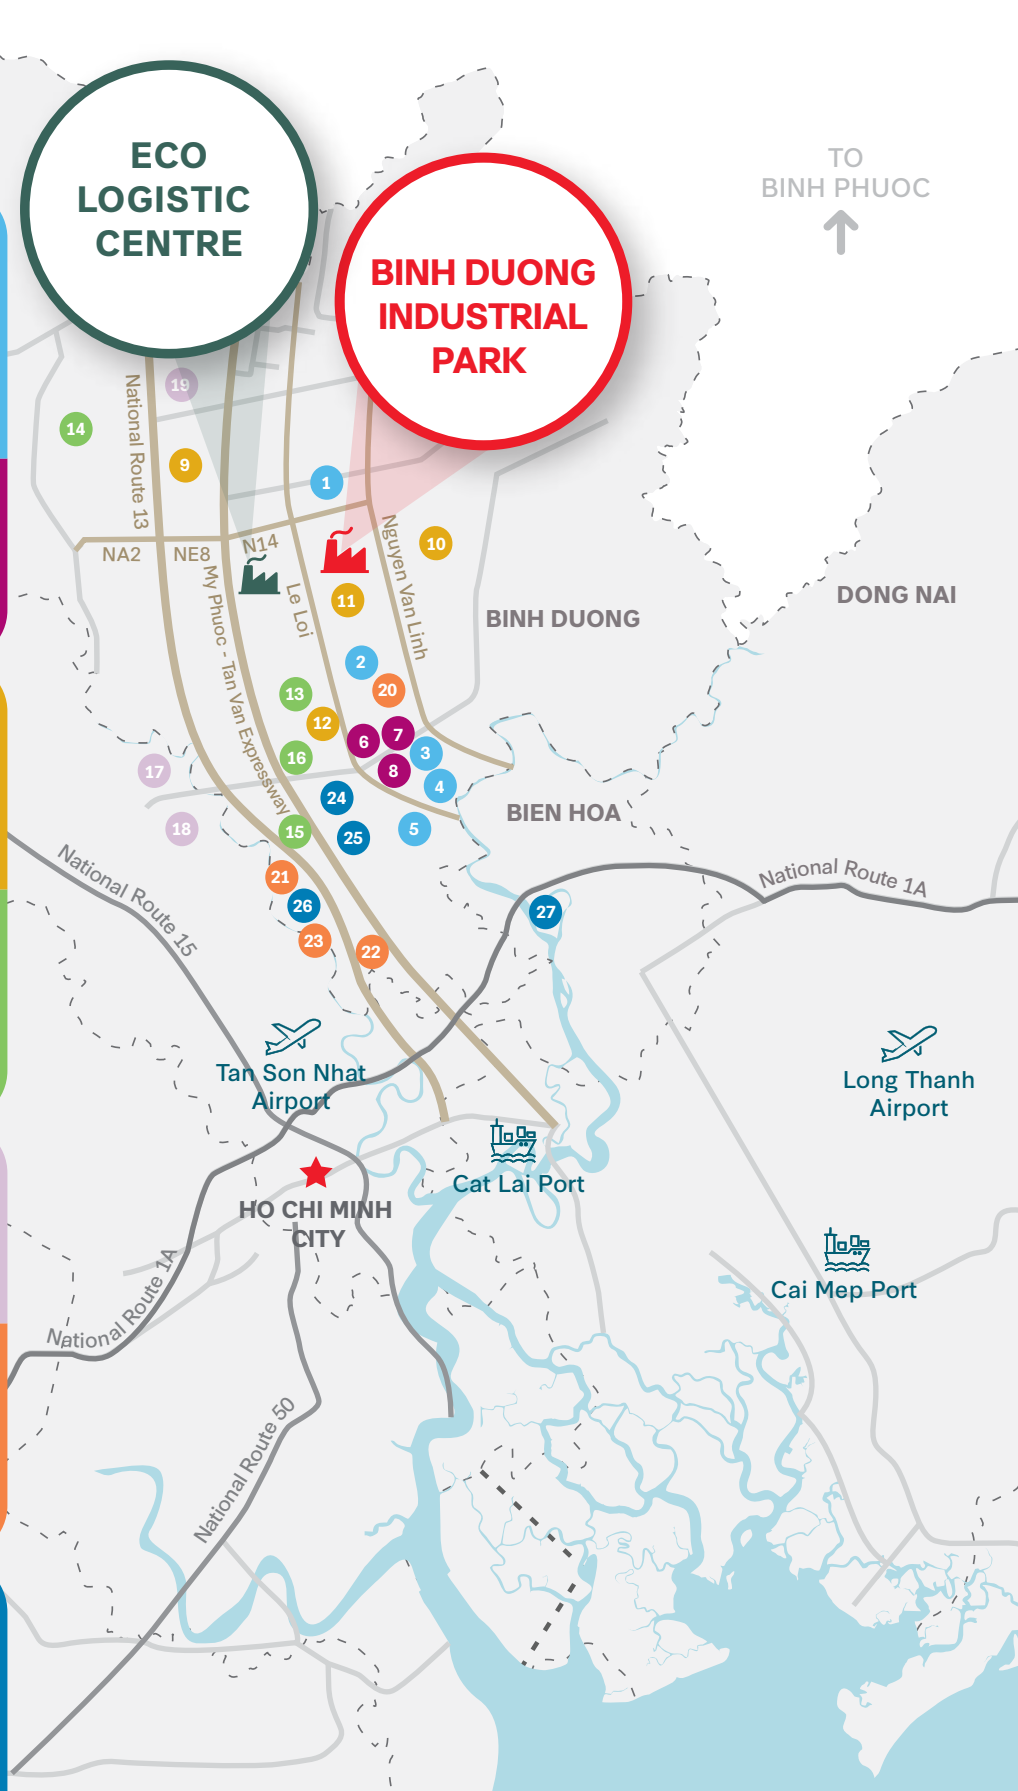 ECO
LOGISTIC
CENTRE
TO
BINH PHUOC
BINH DUONG
INDUSTRIAL
PARK
National Route 13
19
14
9
1
10
NA2
NE8
N14
Nguyen Van Linh
My Phuoc - Tan Van Expressway
Le Loi
11
BINH DUONG
DONG NAI
2
20
13
12
6
7
3
16
8
17
4
24
BIEN HOA
18
15
25
5
National Route 15
21
26
23
22
27
National Route 1A
Tan Son Nhat
Airport
Long Thanh
Airport
Cat Lai Port
HO CHI MINH
CITY
National Route 1A
Cai Mep Port
National Route 50